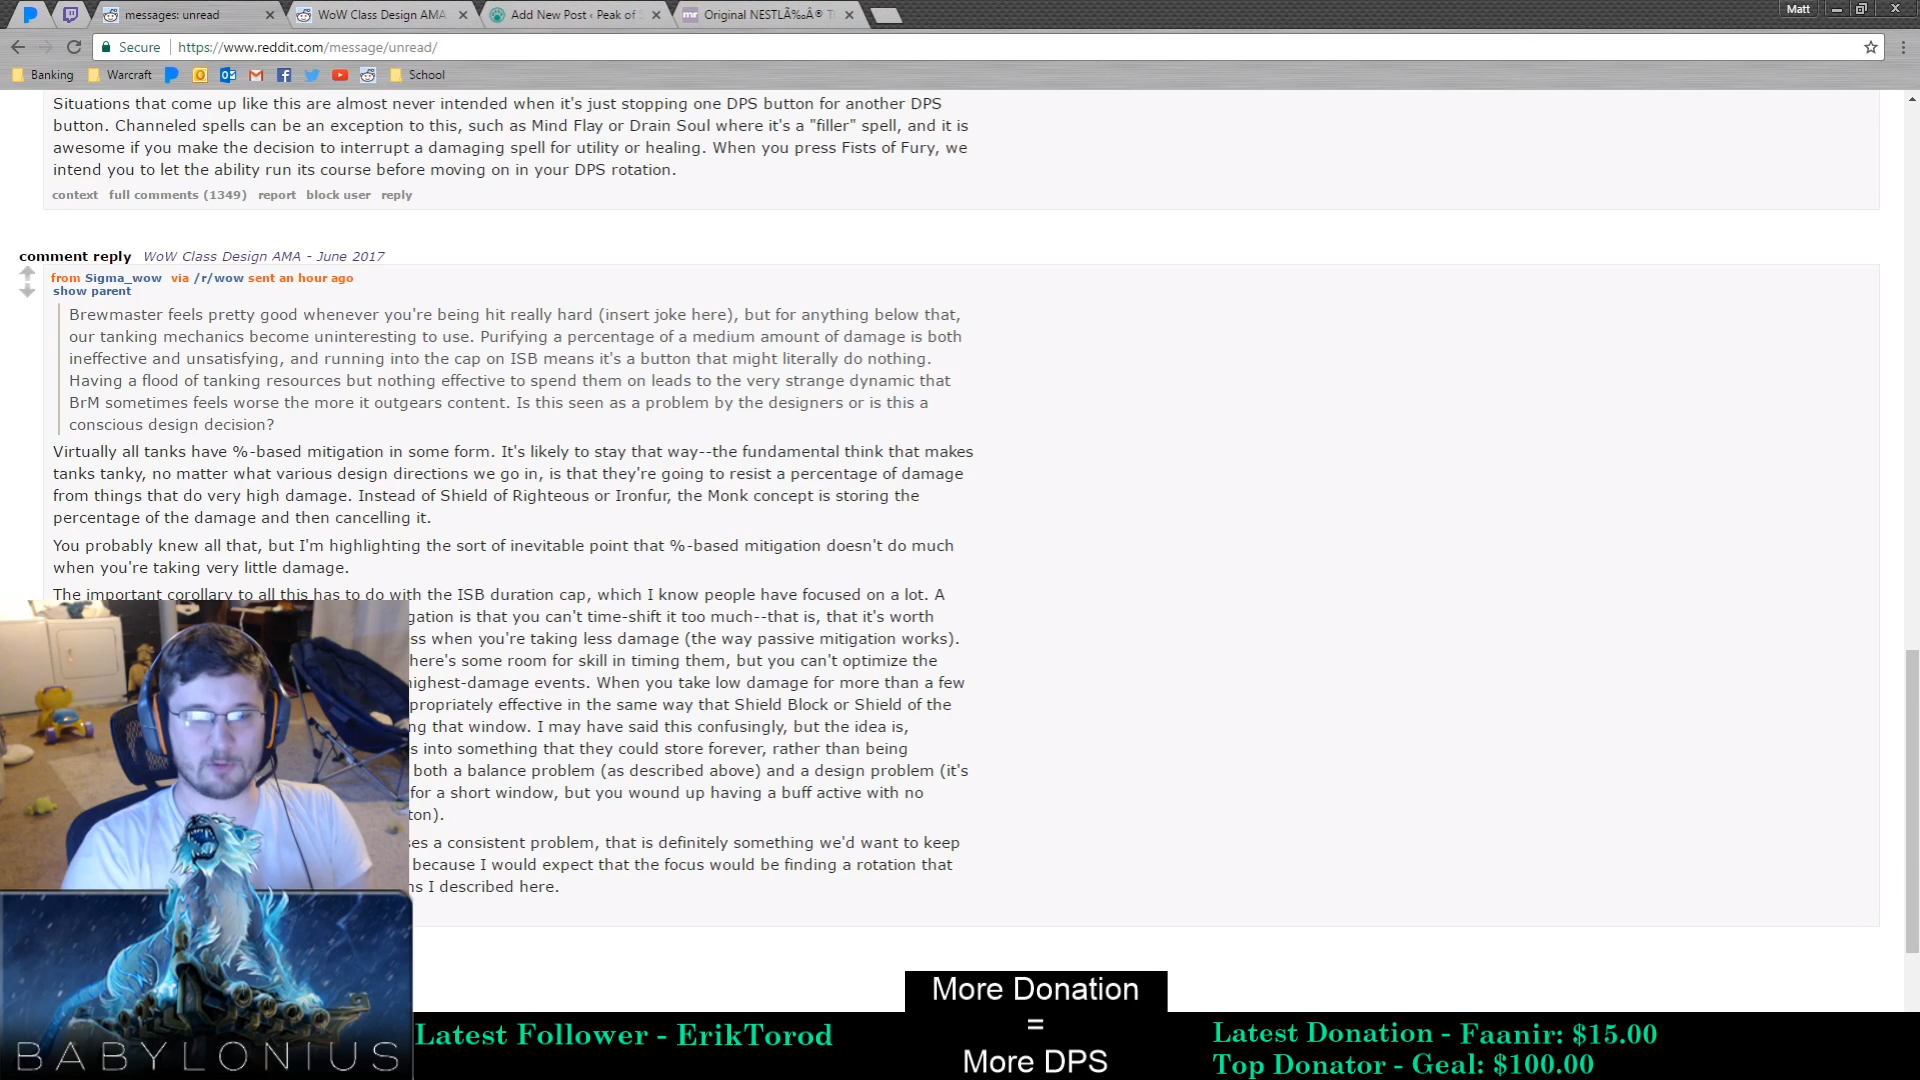 messages: unread
WoW Class Design AMA
Add New Post ‹ Peak of
Original NESTLÃ‰Â®
Matt
Secure
https://www.reddit.com/message/unread/
Banking
Warcraft
School
Situations that come up like this are almost never intended when it's just stopping one DPS button for another DPS
button. Channeled spells can be an exception to this, such as Mind Flay or Drain Soul where it's a "filler" spell, and it is
awesome if you make the decision to interrupt a damaging spell for utility or healing. When you press Fists of Fury, we
intend you to let the ability run its course before moving on in your DPS rotation.
context full comments (1349) report block user reply
comment reply WoW Class Design AMA - June 2017
from Sigma_wow via /r/wow sent an hour ago
show parent
Brewmaster feels pretty good whenever you're being hit really hard (insert joke here), but for anything below that,
our tanking mechanics become uninteresting to use. Purifying a percentage of a medium amount of damage is both
ineffective and unsatisfying, and running into the cap on ISB means it's a button that might literally do nothing.
Having a flood of tanking resources but nothing effective to spend them on leads to the very strange dynamic that
BrM sometimes feels worse the more it outgears content. Is this seen as a problem by the designers or is this a
conscious design decision?
Virtually all tanks have %-based mitigation in some form. It's likely to stay that way--the fundamental think that makes
tanks tanky, no matter what various design directions we go in, is that they're going to resist a percentage of damage
from things that do very high damage. Instead of Shield of Righteous or Ironfur, the Monk concept is storing the
percentage of the damage and then cancelling it.
You probably knew all that, but I'm highlighting the sort of inevitable point that %-based mitigation doesn't do much
when you're taking very little damage.
The important corollary to all this has to do with the ISB duration cap, which I know people have focused on a lot. A
gation is that you can't time-shift it too much--that is, that it's worth
ss when you're taking less damage (the way passive mitigation works).
here's some room for skill in timing them, but you can't optimize the
ighest-damage events. When you take low damage for more than a few
propriately effective in the same way that Shield Block or Shield of the
ng that window. I may have said this confusingly, but the idea is,
s into something that they could store forever, rather than being
both a balance problem (as described above) and a design problem (it's
for a short window, but you wound up having a buff active with no
ton).
es a consistent problem, that is definitely something we'd want to keep
because I would expect that the focus would be finding a rotation that
ns I described here.
BABYLONIUS
Latest Follower - ErikTorod
More Donation
=
More DPS
Latest Donation - Faanir: $15.00
Top Donator - Geal: $100.00